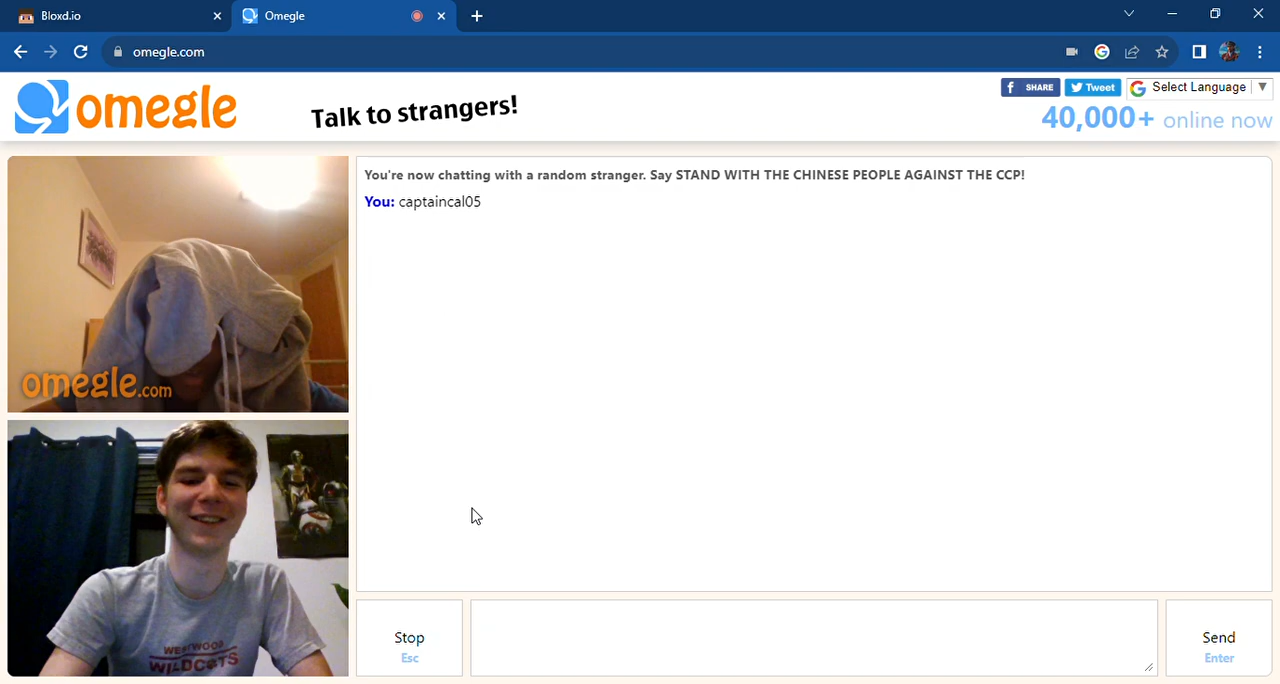 Bloxd.io
Omegle
omegle.com
omegle
Talk to strangers!
f SHARE
Tweet
G Select Language ▼
40,000+ online now
You're now chatting with a random stranger. Say STAND WITH THE CHINESE PEOPLE AGAINST THE CCP!
You: captaincal05
omegle.com
WESTWOOD
WILDCATS
Stop
Esc
Send
Enter